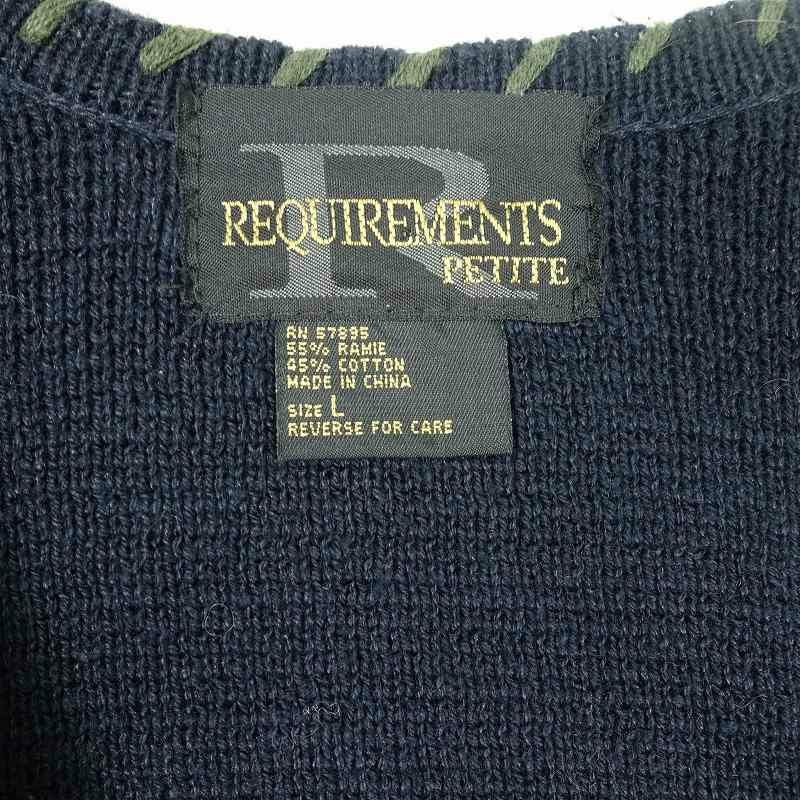 R
REQUIREMENTS
PETITE
RN 57895
55% RAMIE
45% COTTON
MADE IN CHINA
SIZE L
REVERSE FOR CARE